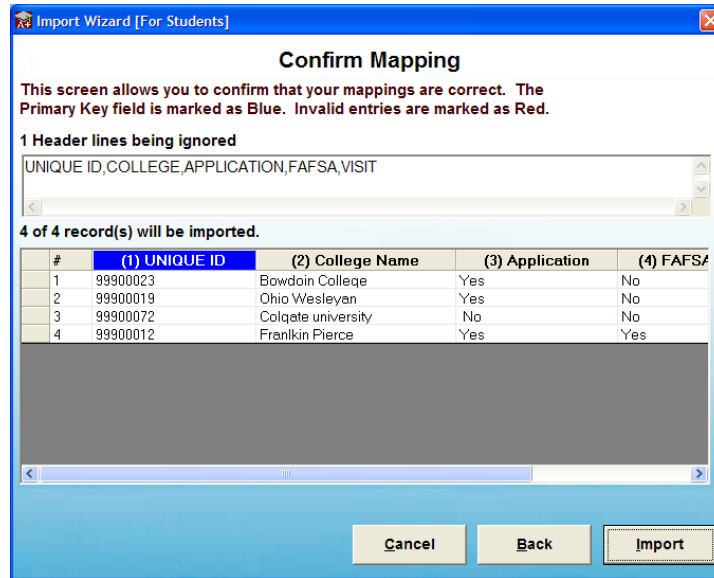 Import Wizard [For Students]
Confirm Mapping
This screen allows you to confirm that your mappings are correct. The
Primary Key field is marked as Blue. Invalid entries are marked as Red.
1 Header lines being ignored
UNIQUE ID,COLLEGE,APPLICATION,FAFSA,VISIT
4 of 4 record(s) will be imported.
# (1) UNIQUE ID (2) College Name (3) Application (4) FAFSA
1 99900023 Bowdoin College Yes No
2 99900019 Ohio Wesleyan Yes No
3 99900072 Colgate university No No
4 99900012 Franlkin Pierce Yes Yes
Cancel Back Import